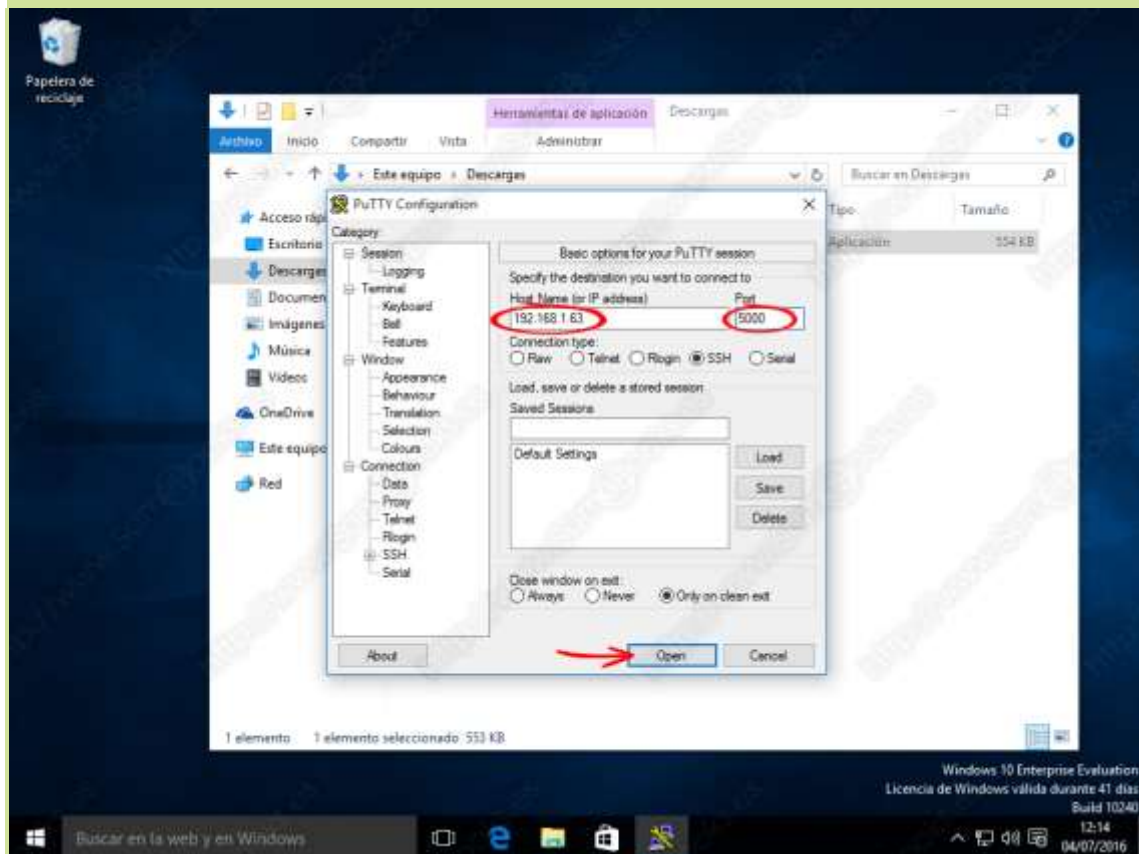 Papelera de
reciclaje
Herramientas de aplicación Descargas
Archivo Inicio Compartir Vista Administrar
Este equipo Descargas Buscar en Descargas
PuTTY Configuration
Tipo Tamaño
Acceso ráp
Category:
Aplicación 554 KB
Escritorio
Session
Basic options for your PuTTY session
Descargas
Logging
Specify the destination you want to connect to
Terminal
Documen
Keyboard
Host Name (or IP address) Port
Imágenes
Bell
192.168.1.63 5000
Features
Connection type:
Música
Window
Raw Telnet Rlogin SSH Serial
Vídeos
Appearance
Behaviour
Load, save or delete a stored session
OneDrive
Translation
Saved Sessions
Selection
Este equipo
Colours
Default Settings Load
Connection
Red
Data
Save
Proxy
Telnet
Delete
Rlogin
SSH
Serial
Close window on exit:
Always Never Only on clean exit
About Open Cancel
1 elemento 1 elemento seleccionado 553 KB
Windows 10 Enterprise Evaluation
Licencia de Windows válida durante 41 días
Build 10240
Buscar en la web y en Windows
12:14
04/07/2016